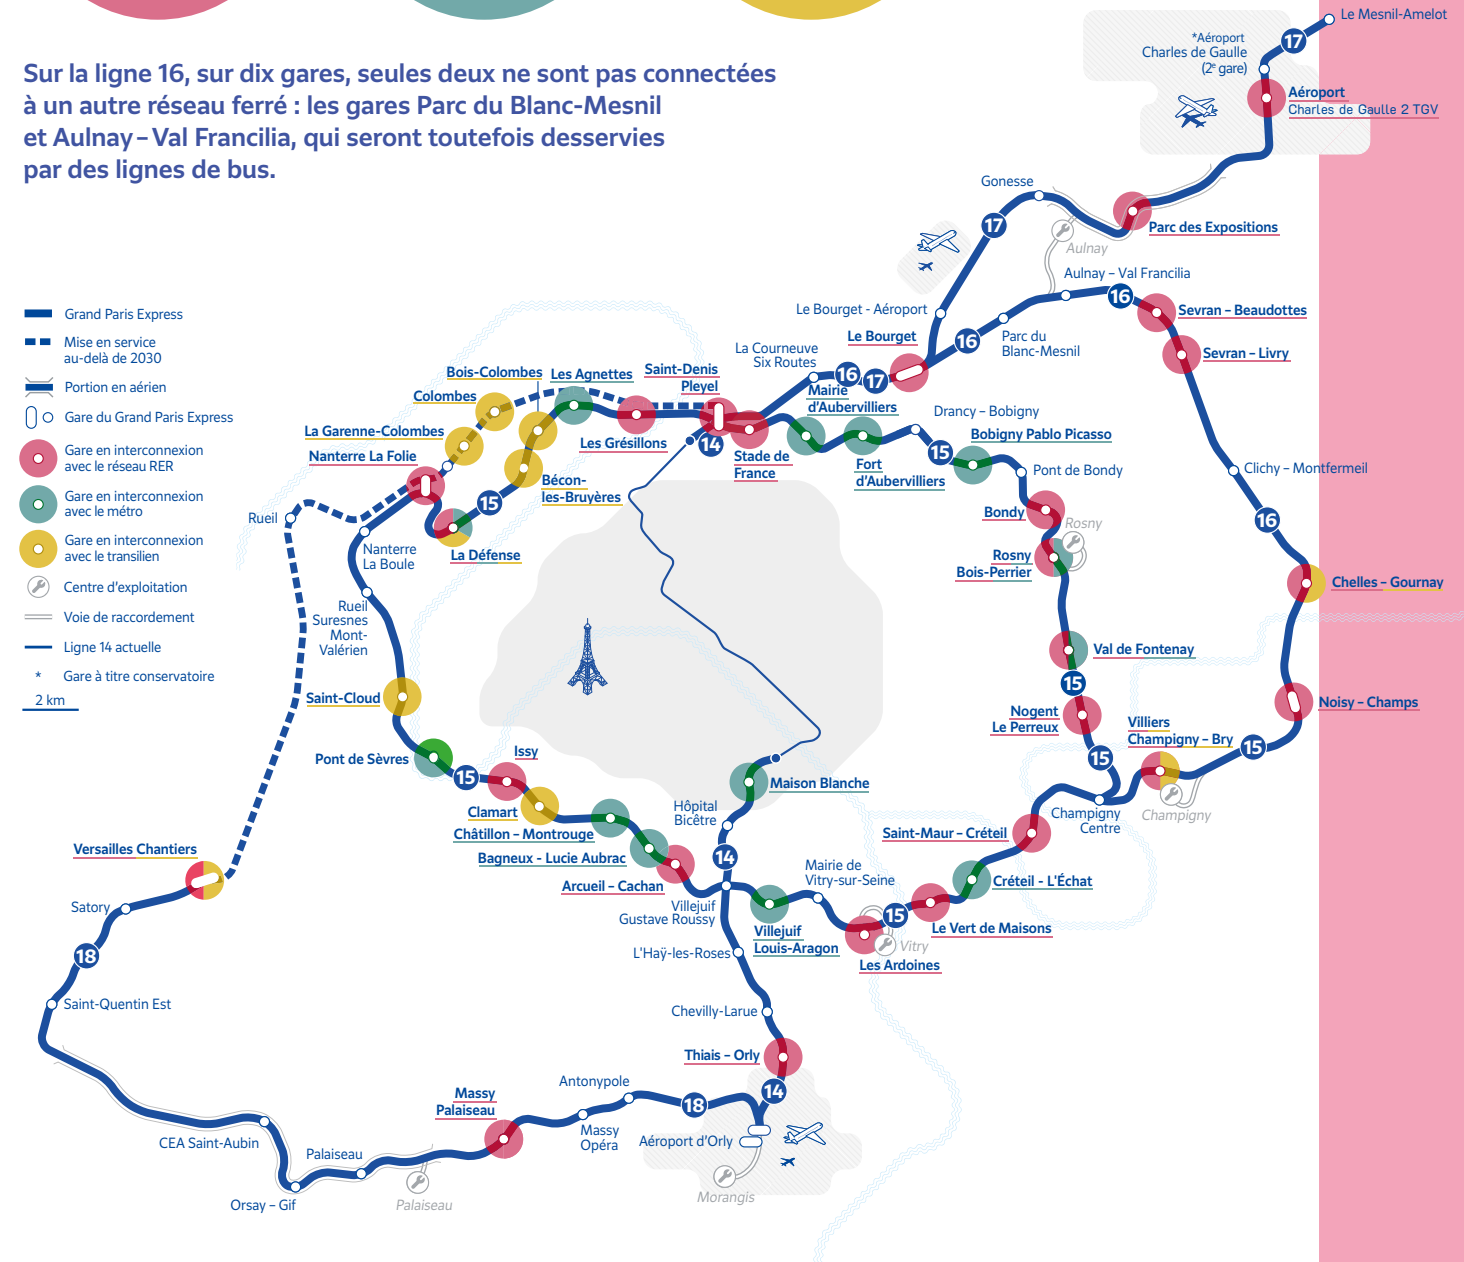 Sur la ligne 16, sur dix gares, seules deux ne sont pas connectées
à un autre réseau ferré : les gares Parc du Blanc-Mesnil
et Aulnay – Val Francilia, qui seront toutefois desservies
par des lignes de bus.
Grand Paris Express
Mise en service
au-delà de 2030
Portion en aérien
Gare du Grand Paris Express
Gare en interconnexion
avec le réseau RER
Gare en interconnexion
avec le métro
Gare en interconnexion
avec le transilien
Centre d'exploitation
Voie de raccordement
Ligne 14 actuelle
* Gare à titre conservatoire
2 km
Le Mesnil-Amelot
17
*Aéroport
Charles de Gaulle
(2e gare)
Aéroport
Charles de Gaulle 2 TGV
Gonesse
17
Parc des Expositions
Aulnay
Aulnay – Val Francilia
16
Sevran – Beaudottes
Le Bourget - Aéroport
Le Bourget
16
Parc du
Blanc-Mesnil
Sevran – Livry
La Courneuve
Six Routes
16
17
Saint-Denis
Pleyel
Bois-Colombes
Les Agnettes
Colombes
Mairie
d'Aubervilliers
Drancy – Bobigny
La Garenne-Colombes
Les Grésillons
14
Stade de
France
Bobigny Pablo Picasso
15
Nanterre La Folie
Fort
d'Aubervilliers
Pont de Bondy
Clichy – Montfermeil
Bécon-
les-Bruyères
15
Rueil
Bondy
Rosny
16
Nanterre
La Boule
La Défense
Rosny
Bois-Perrier
Chelles – Gournay
Rueil
Suresnes
Mont-
Valérien
Val de Fontenay
15
Saint-Cloud
Nogent
Le Perreux
Noisy – Champs
Villiers
Champigny – Bry
15
15
Pont de Sèvres
15
Issy
Maison Blanche
Clamart
Hôpital
Bicêtre
Champigny
Centre
Champigny
Châtillon – Montrouge
Saint-Maur – Créteil
Versailles Chantiers
Bagneux - Lucie Aubrac
14
Mairie de
Vitry-sur-Seine
Arcueil – Cachan
Créteil - L'Échat
Satory
Villejuif
Gustave Roussy
15
Villejuif
Louis-Aragon
Le Vert de Maisons
Vitry
18
L'Haÿ-les-Roses
Les Ardoines
Saint-Quentin Est
Chevilly-Larue
Thiais – Orly
Antonypole
14
Massy
Palaiseau
18
CEA Saint-Aubin
Massy
Opéra
Aéroport d'Orly
Palaiseau
Morangis
Orsay – Gif
Palaiseau